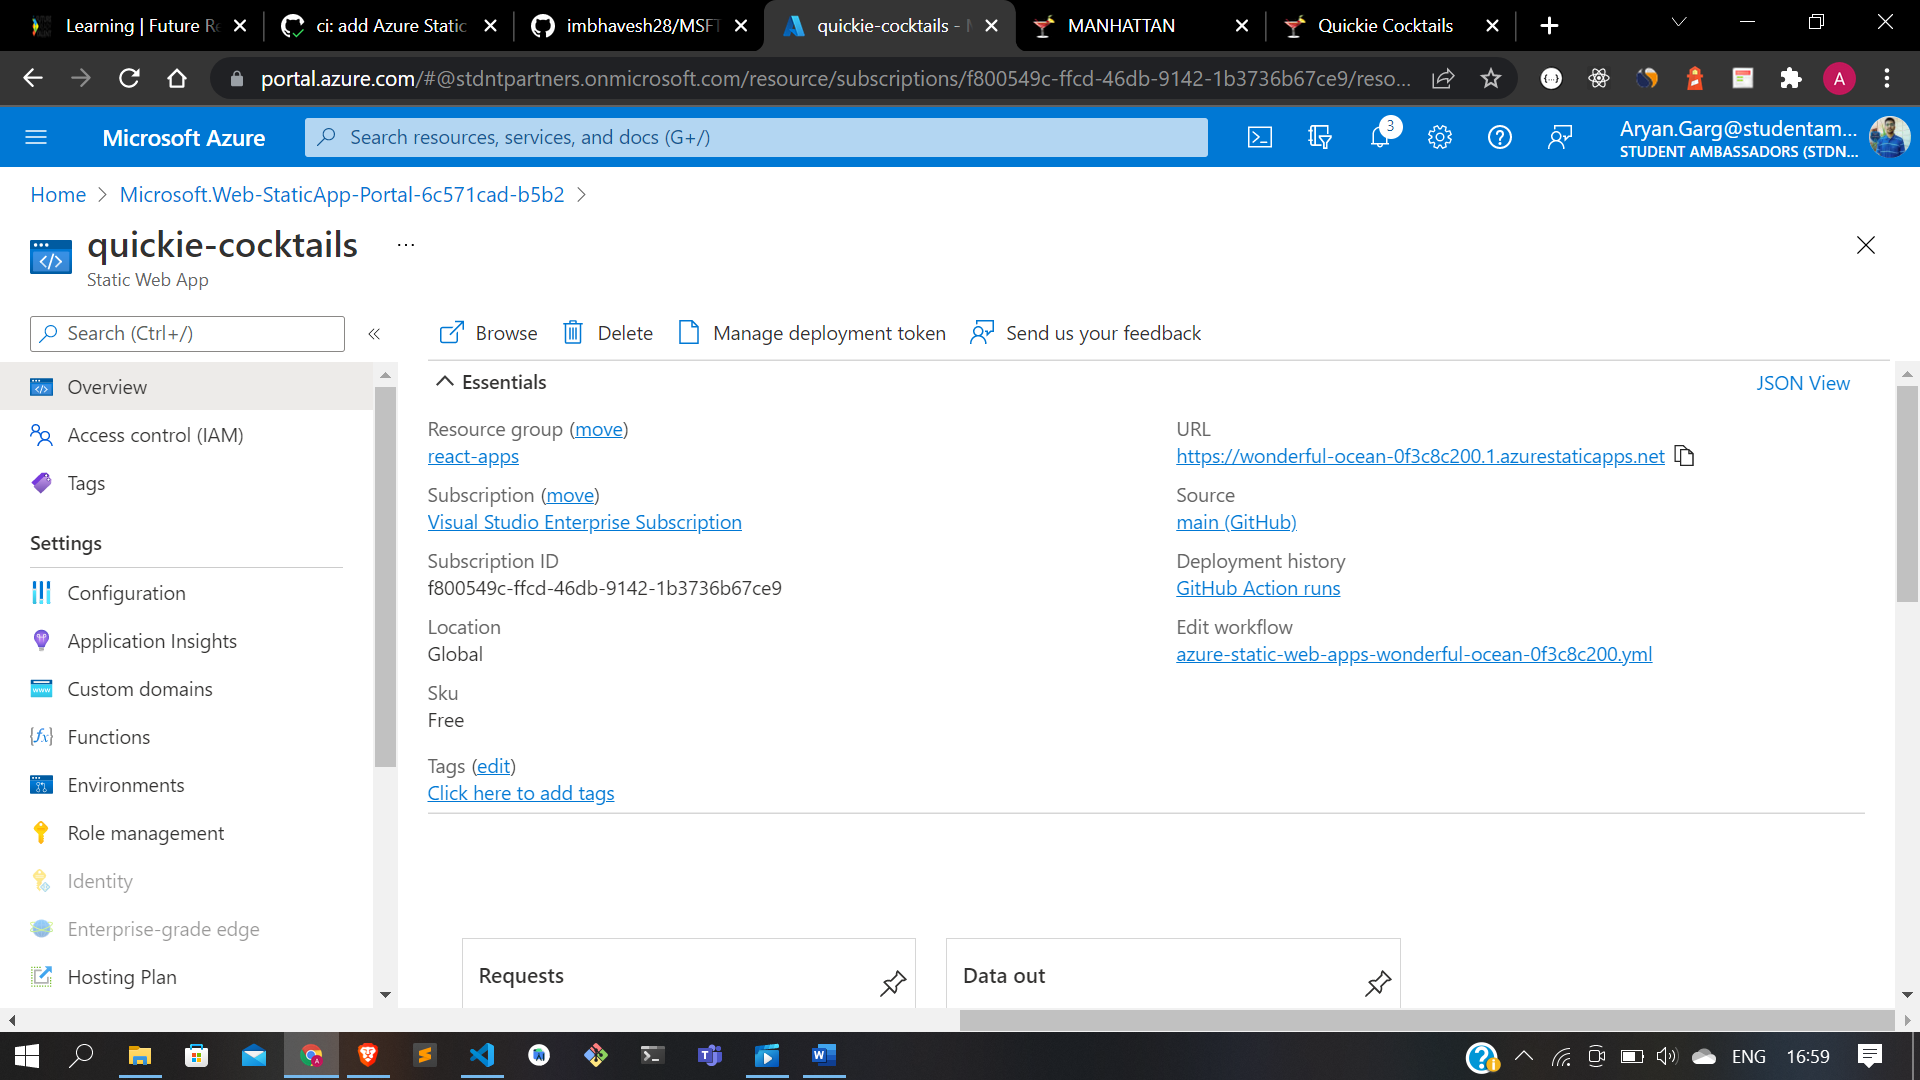 Learning | Future Re
ci: add Azure Static
imbhavesh28/MSFT
quickie-cocktails - M
MANHATTAN
Quickie Cocktails
portal.azure.com/#@stdntpartners.onmicrosoft.com/resource/subscriptions/f800549c-ffcd-46db-9142-1b3736b67ce9/reso...
A
Microsoft Azure
Search resources, services, and docs (G+/)
3
Aryan.Garg@studentam...
STUDENT AMBASSADORS (STDN...
Home > Microsoft.Web-StaticApp-Portal-6c571cad-b5b2 >
quickie-cocktails ...
Static Web App
Search (Ctrl+/)
«
Browse
Delete
Manage deployment token
Send us your feedback
Overview
Access control (IAM)
Tags
Settings
Configuration
Application Insights
Custom domains
Functions
Environments
Role management
Identity
Enterprise-grade edge
Hosting Plan
Essentials
JSON View
Resource group (move)
react-apps
Subscription (move)
Visual Studio Enterprise Subscription
Subscription ID
f800549c-ffcd-46db-9142-1b3736b67ce9
Location
Global
Sku
Free
Tags (edit)
Click here to add tags
URL
https://wonderful-ocean-0f3c8c200.1.azurestaticapps.net
Source
main (GitHub)
Deployment history
GitHub Action runs
Edit workflow
azure-static-web-apps-wonderful-ocean-0f3c8c200.yml
Requests
Data out
ENG
16:59